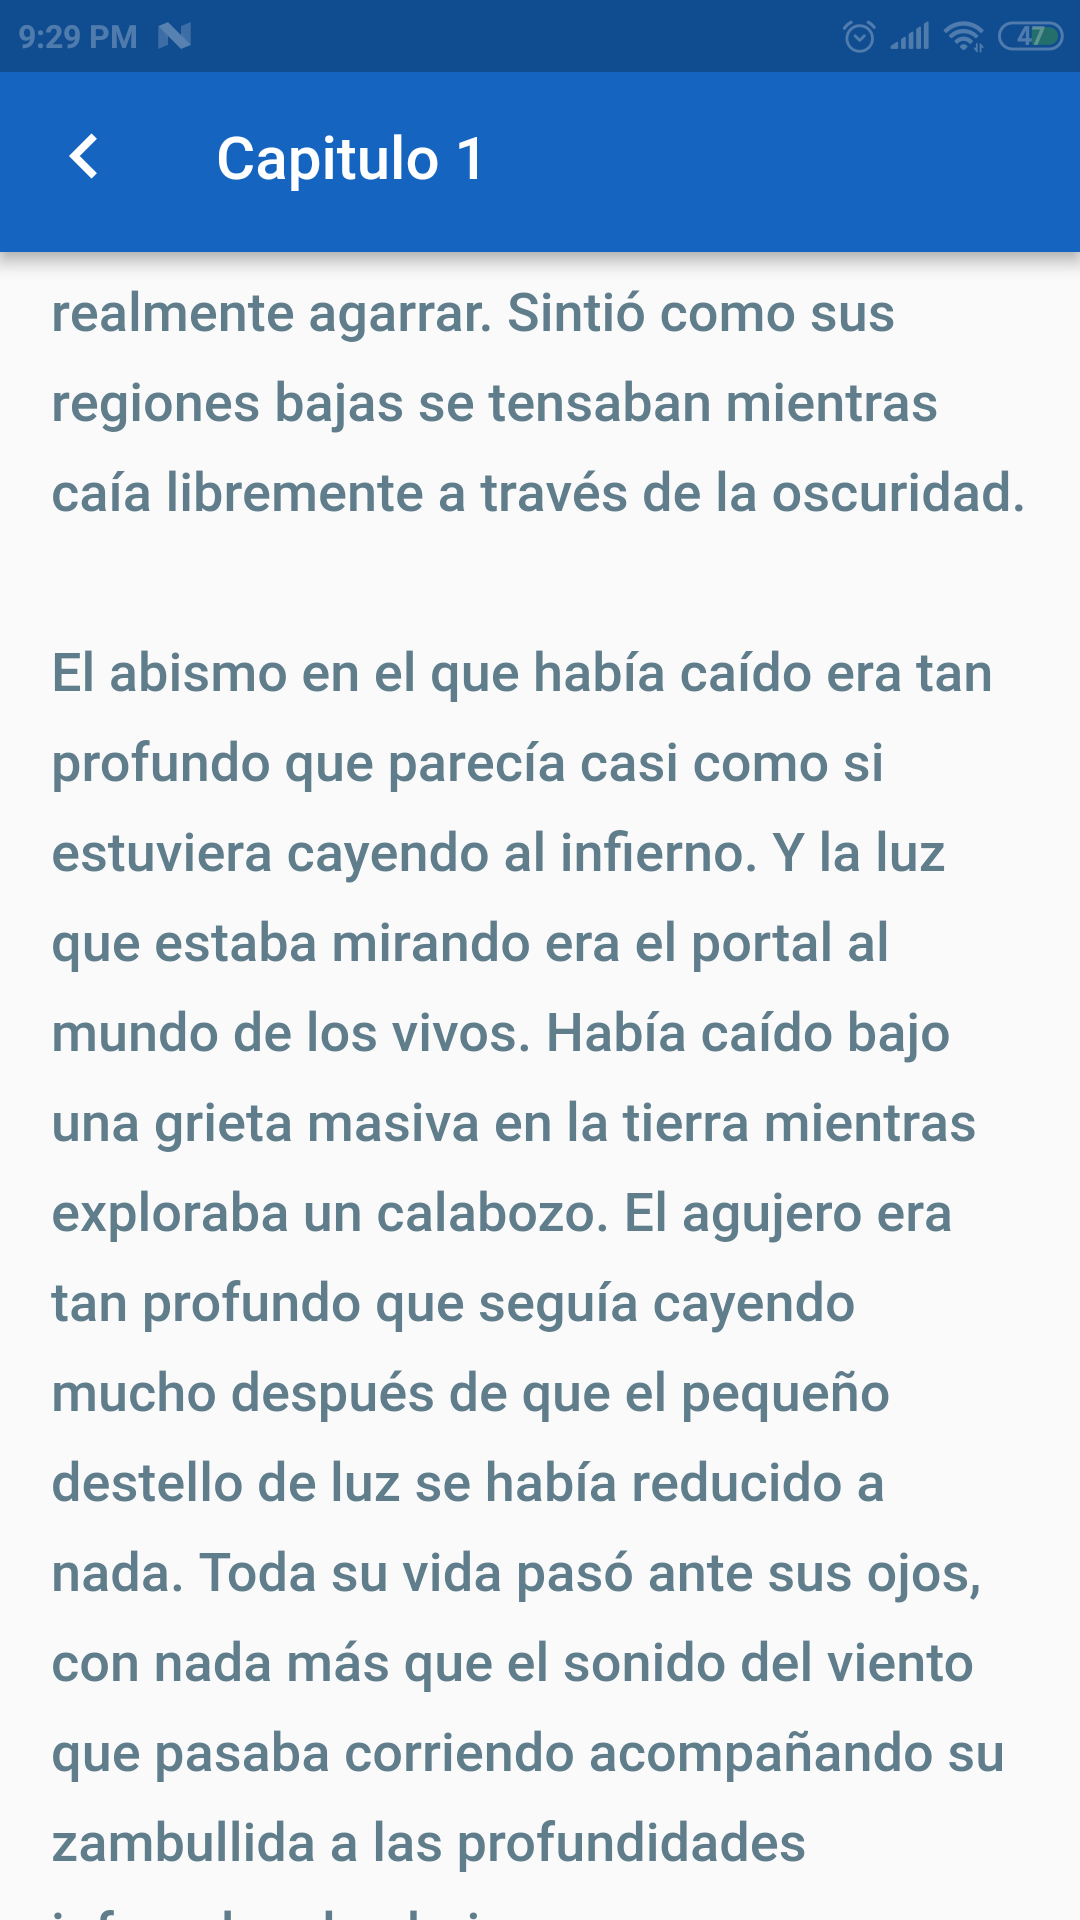 9:29 PM
47
Capitulo 1
realmente agarrar. Sintió como sus
regiones bajas se tensaban mientras
caía libremente a través de la oscuridad.
El abismo en el que había caído era tan
profundo que parecía casi como si
estuviera cayendo al infierno. Y la luz
que estaba mirando era el portal al
mundo de los vivos. Había caído bajo
una grieta masiva en la tierra mientras
exploraba un calabozo. El agujero era
tan profundo que seguía cayendo
mucho después de que el pequeño
destello de luz se había reducido a
nada. Toda su vida pasó ante sus ojos,
con nada más que el sonido del viento
que pasaba corriendo acompañando su
zambullida a las profundidades